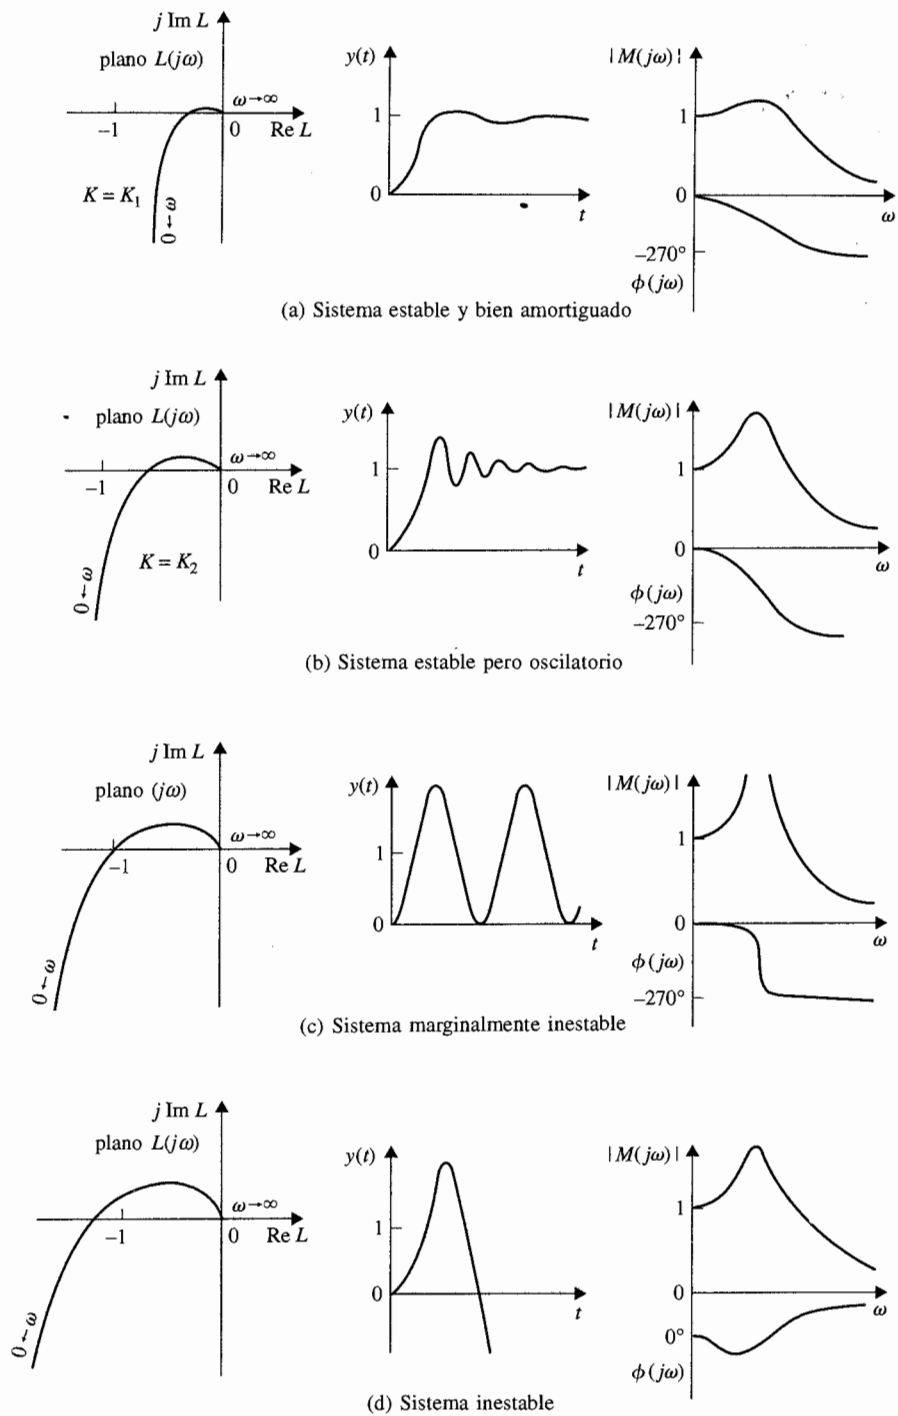 j Im L
plano L(jω)
ω→∞
−1
0
Re L
K = K₁
0←ω
y(t)
1
0
t
|M(jω)|
1
0
ω
−270°
ϕ(jω)
(a) Sistema estable y bien amortiguado
j Im L
plano L(jω)
ω→∞
−1
0
Re L
K = K₂
0←ω
y(t)
1
0
t
|M(jω)|
1
0
ω
ϕ(jω)
−270°
(b) Sistema estable pero oscilatorio
j Im L
plano (jω)
ω→∞
−1
0
Re L
0←ω
y(t)
1
0
t
|M(jω)|
1
0
ω
ϕ(jω)
−270°
(c) Sistema marginalmente inestable
j Im L
plano L(jω)
ω→∞
−1
0
Re L
0←ω
y(t)
1
0
t
|M(jω)|
1
0
ω
0°
ϕ(jω)
(d) Sistema inestable